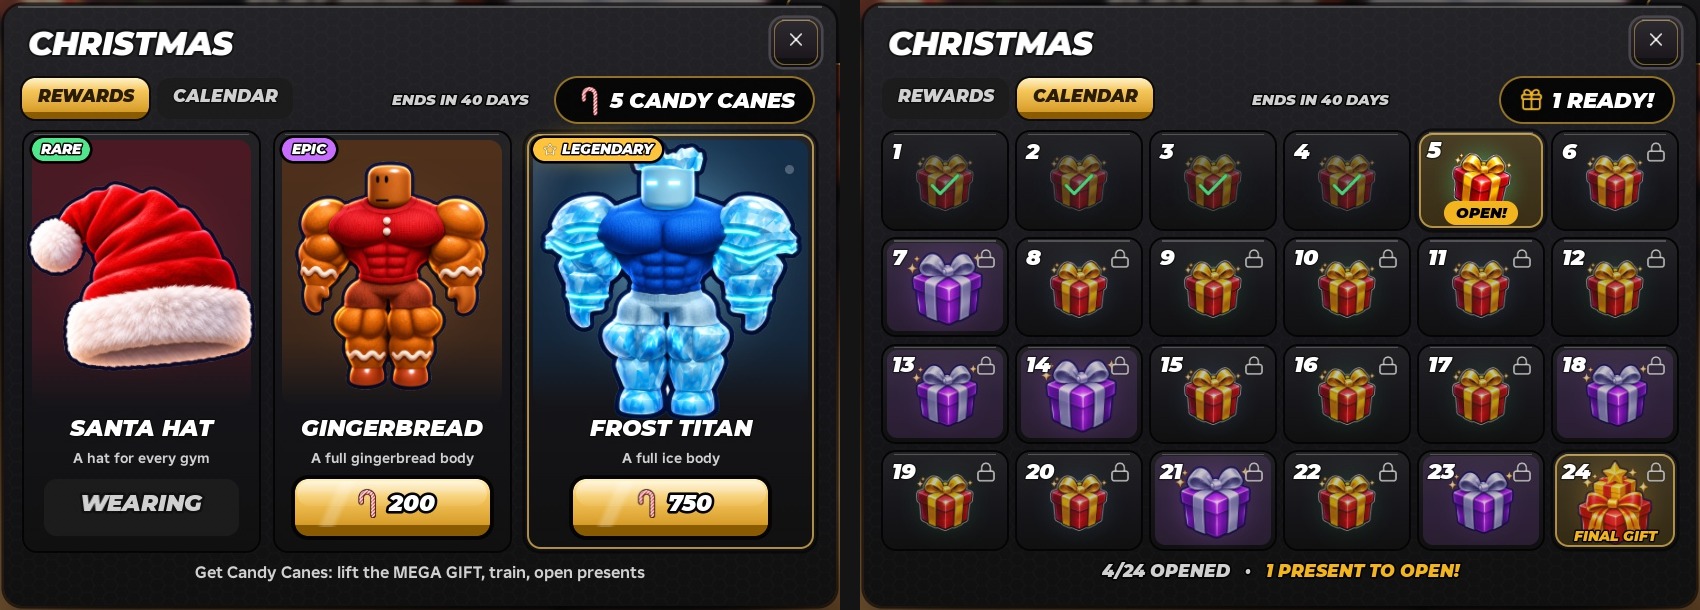 CHRISTMAS
REWARDS
CALENDAR
ENDS IN 40 DAYS
5 CANDY CANES
RARE
EPIC
LEGENDARY
SANTA HAT
GINGERBREAD
FROST TITAN
A hat for every gym
A full gingerbread body
A full ice body
WEARING
200
750
Get Candy Canes: lift the MEGA GIFT, train, open presents
CHRISTMAS
REWARDS
CALENDAR
ENDS IN 40 DAYS
1 READY!
1
2
3
4
5
OPEN!
6
7
8
9
10
11
12
13
14
15
16
17
18
19
20
21
22
23
24
FINAL GIFT
4/24 OPENED • 1 PRESENT TO OPEN!